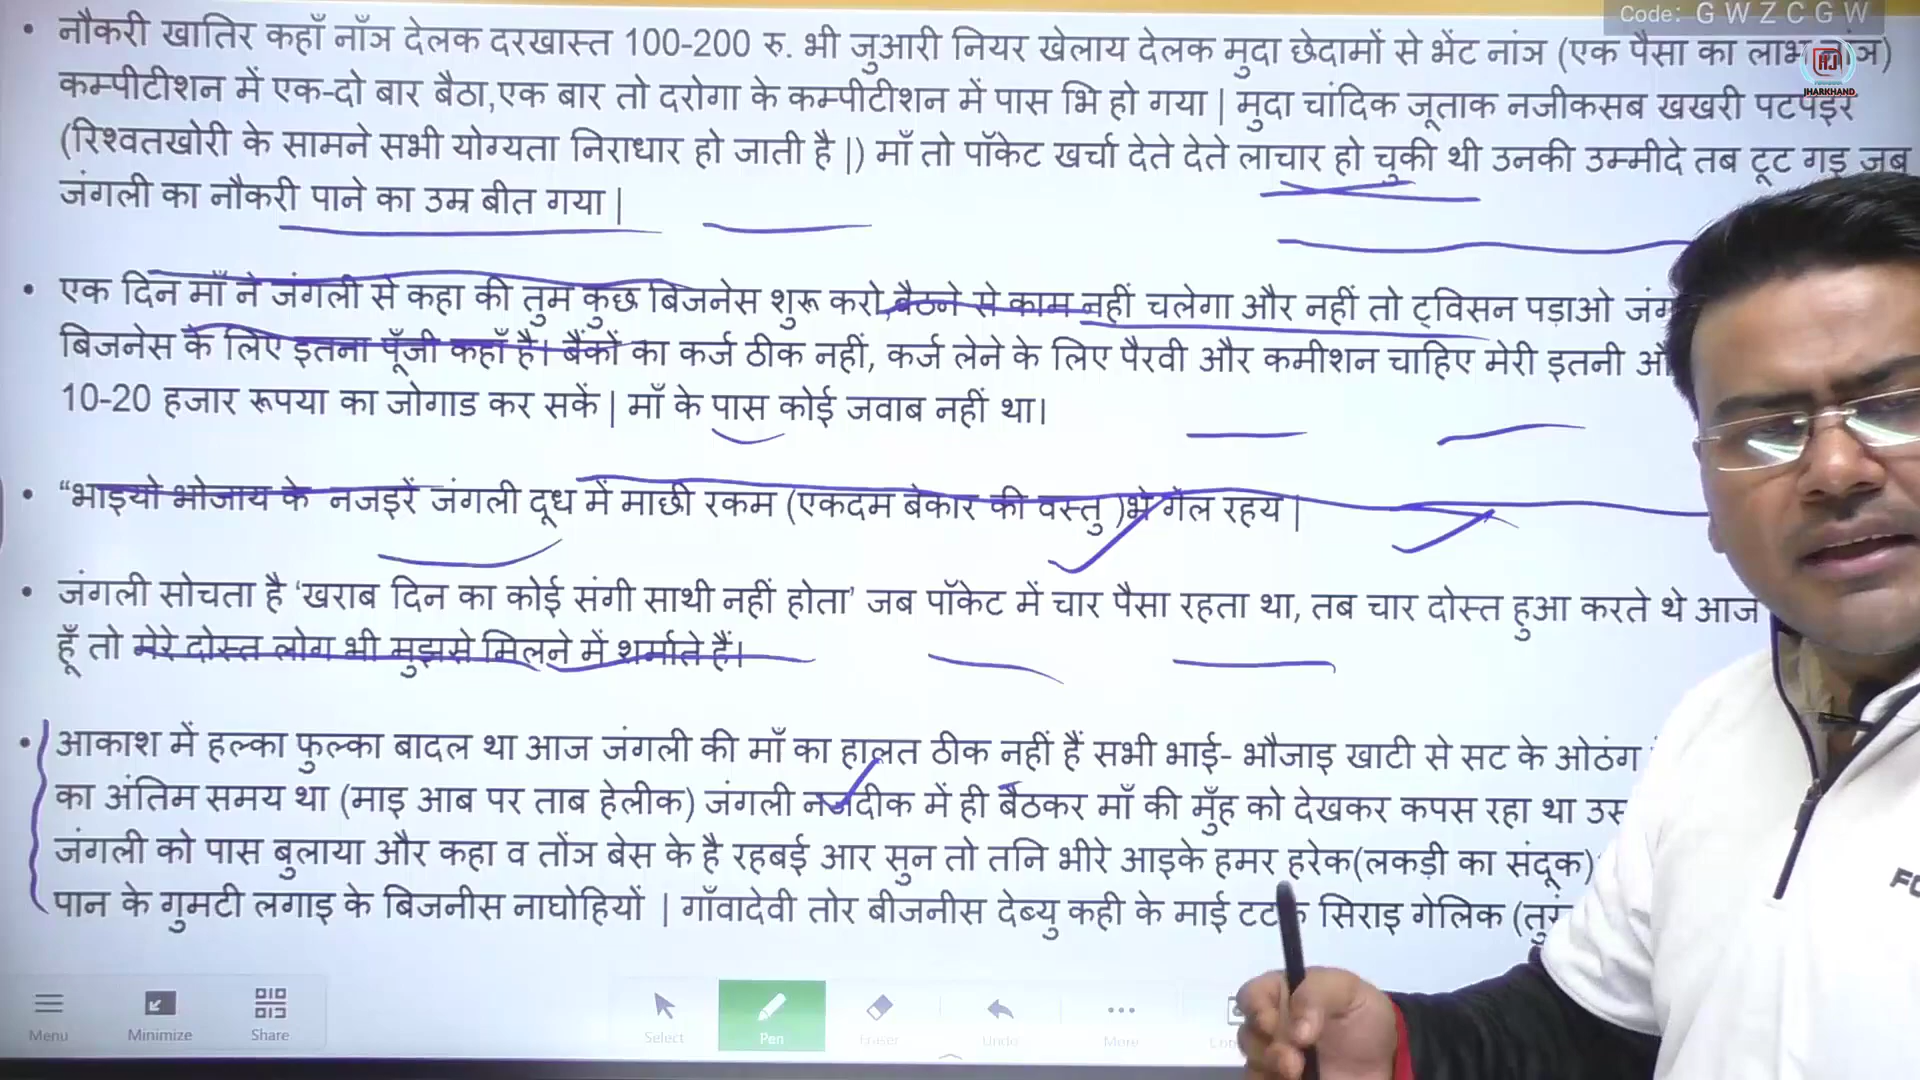 Code: G W Z C G W
JHARKHAND
• नौकरी खातिर कहाँ नाँञ देलक दरखास्त 100-200 रु. भी जुआरी नियर खेलाय देलक मुदा छेदामों से भेंट नांञ (एक पैसा का लाभ नांञ)
कम्पीटीशन में एक-दो बार बैठा,एक बार तो दरोगा के कम्पीटीशन में पास भि हो गया | मुदा चांदिक जूताक नजीकसब खखरी पटपइर
(रिश्वतखोरी के सामने सभी योग्यता निराधार हो जाती है |) माँ तो पॉकेट खर्चा देते देते लाचार हो चुकी थी उनकी उम्मीदे तब टूट गइ जब
जंगली का नौकरी पाने का उम्र बीत गया |
• एक दिन माँ ने जंगली से कहा की तुम कुछ बिजनेस शुरू करो,बैठने से काम नहीं चलेगा और नहीं तो ट्विसन पड़ाओ
बिजनेस के लिए इतना पूँजी कहाँ है। बैंकों का कर्ज ठीक नहीं, कर्ज लेने के लिए पैरवी और कमीशन चाहिए मेरी इतनी
10-20 हजार रूपया का जोगाड कर सकें | माँ के पास कोई जवाब नहीं था।
• “भाइयो भोजाय के नजइरें जंगली दूध में माछी रकम (एकदम बेकार की वस्तु )भे गेल रहय |
• जंगली सोचता है ‘खराब दिन का कोई संगी साथी नहीं होता’ जब पॉकेट में चार पैसा रहता था, तब चार दोस्त हुआ करते थे आज
हूँ तो मेरे दोस्त लोग भी मुझसे मिलने में शर्माते हैं।
• आकाश में हल्का फुल्का बादल था आज जंगली की माँ का हालत ठीक नहीं हैं सभी भाई- भौजाइ खाटी से सट के ओठंग
का अंतिम समय था (माइ आब पर ताब हेलीक) जंगली नजदीक में ही बैठकर माँ की मुँह को देखकर कपस रहा था
जंगली को पास बुलाया और कहा व तोंञ बेस के है रहबई आर सुन तो तनि भीरे आइके हमर हरेक(लकड़ी का संदूक)
पान के गुमटी लगाइ के बिजनीस नाघोहियों | गाँवादेवी तोर बीजनीस देब्यु कही के माई सिराइ गेलिक
Menu
Minimize
Share
Select
Pen
Eraser
Undo
More